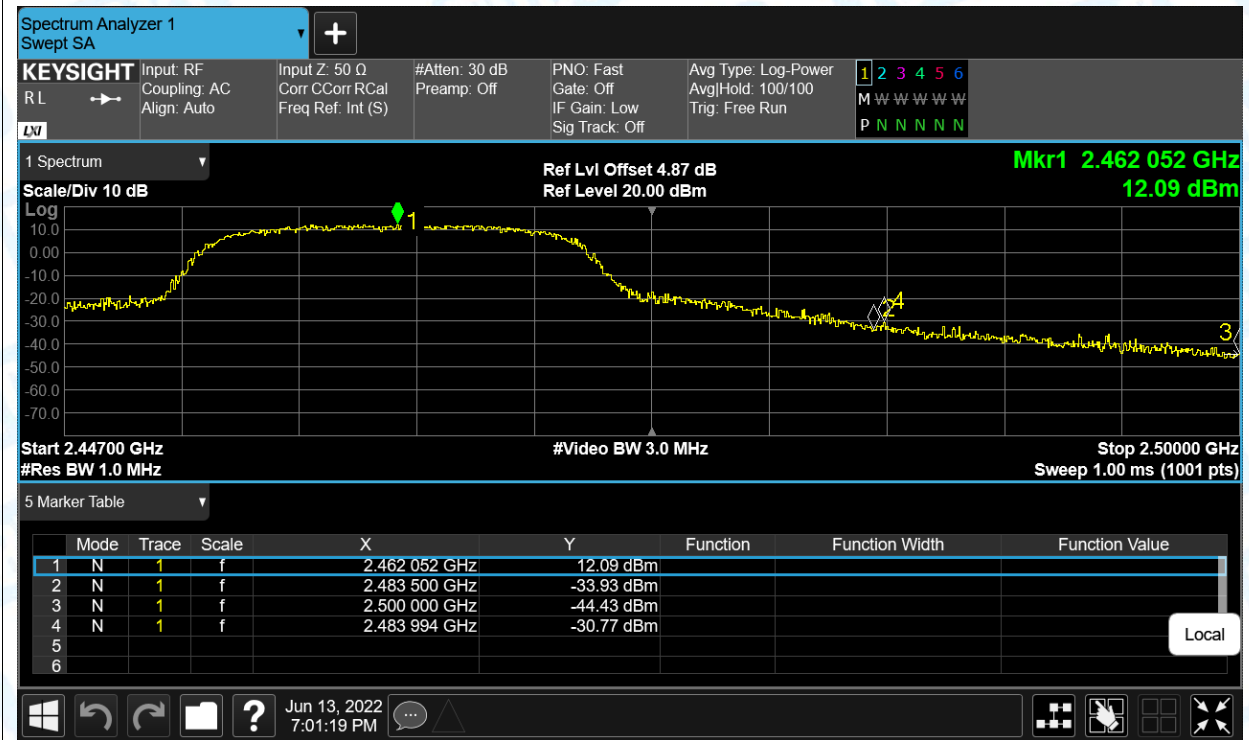 Spectrum Analyzer 1
Swept SA
+
KEYSIGHT Input: RF Input Z: 50 Ω #Atten: 30 dB PNO: Fast Avg Type: Log-Power 1 2 3 4 5 6
R L Coupling: AC Corr CCorr RCal Preamp: Off Gate: Off Avg|Hold: 100/100 M W W W W W
Align: Auto Freq Ref: Int (S) IF Gain: Low Trig: Free Run
LXI Sig Track: Off P N N N N N
1 Spectrum Ref Lvl Offset 4.87 dB Mkr1 2.462 052 GHz
Scale/Div 10 dB Ref Level 20.00 dBm 12.09 dBm
Log
1
10.0
0.00
-10.0
-20.0
2 4
-30.0
3
-40.0
-50.0
-60.0
-70.0
Start 2.44700 GHz #Video BW 3.0 MHz Stop 2.50000 GHz
#Res BW 1.0 MHz Sweep 1.00 ms (1001 pts)
5 Marker Table
Mode Trace Scale X Y Function Function Width Function Value
1 N 1 f 2.462 052 GHz 12.09 dBm
2 N 1 f 2.483 500 GHz -33.93 dBm
3 N 1 f 2.500 000 GHz -44.43 dBm
4 N 1 f 2.483 994 GHz -30.77 dBm
5
6
Local
? Jun 13, 2022
7:01:19 PM